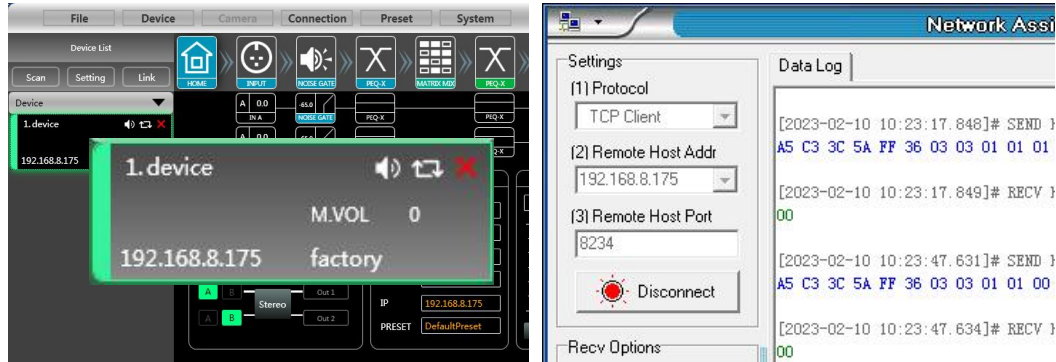 File Device Camera Connection Preset System
Device List
Scan Setting Link
HOME INPUT NOISE GATE PEQ-X MATRIX MIX PEQ-X
Device
1.device
192.168.8.175
A 0.0 -65.0
IN A NOISE GATE PEQ-X PEQ-X
A 0.0
1.device
M.VOL 0
192.168.8.175 factory
A B Stereo Out 1
A B Out 2
IP 192.168.8.175
PRESET DefaultPreset
Network Assi
Settings
(1) Protocol
TCP Client
(2) Remote Host Addr
192.168.8.175
(3) Remote Host Port
8234
Disconnect
Recv Options
Data Log
[2023-02-10 10:23:17.848]# SEND
A5 C3 3C 5A FF 36 03 03 01 01 01
[2023-02-10 10:23:17.849]# RECV
00
[2023-02-10 10:23:47.631]# SEND
A5 C3 3C 5A FF 36 03 03 01 01 00
[2023-02-10 10:23:47.634]# RECV
00